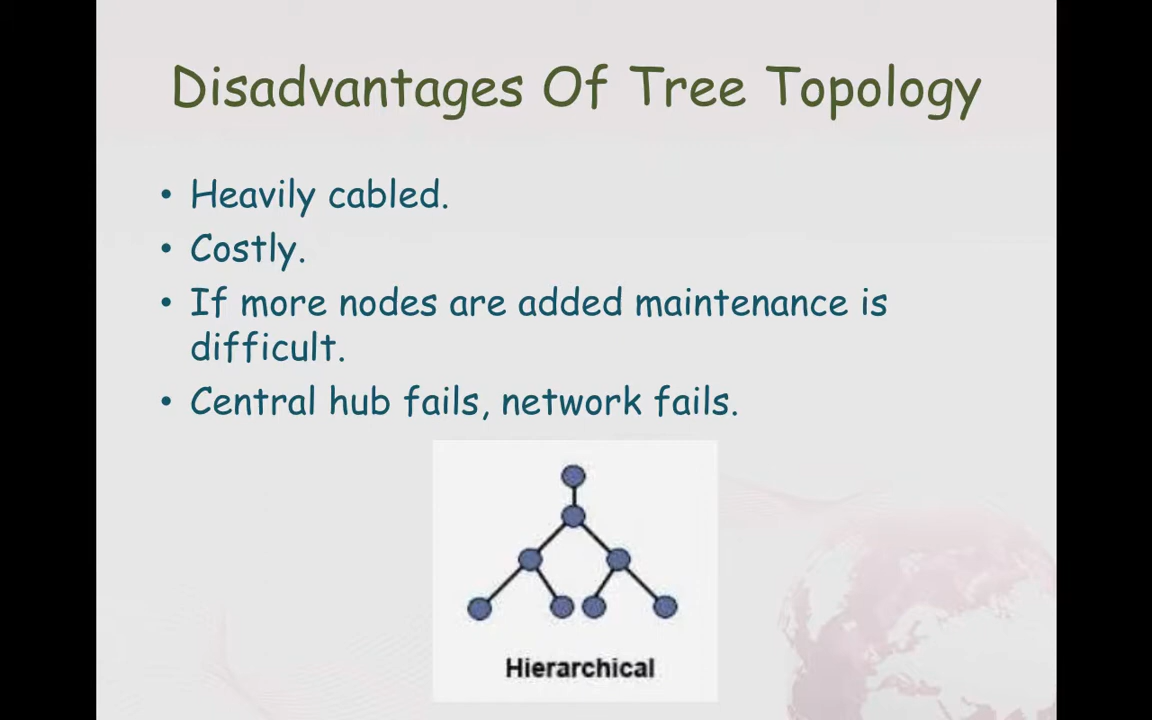 Disadvantages Of Tree Topology
• Heavily cabled.
• Costly.
• If more nodes are added maintenance is
difficult.
• Central hub fails, network fails.
Hierarchical